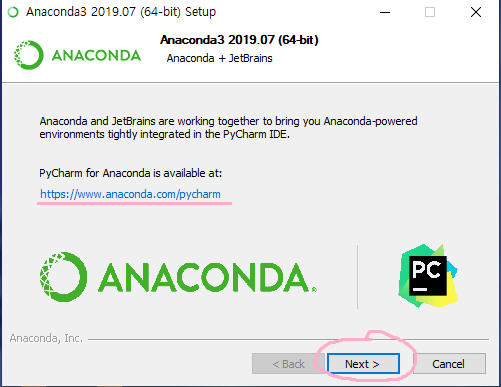 Anaconda3 2019.07 (64-bit) Setup
Anaconda3 2019.07 (64-bit)
ANACONDA
Anaconda + JetBrains
Anaconda and JetBrains are working together to bring you Anaconda-powered
environments tightly integrated in the PyCharm IDE.
PyCharm for Anaconda is available at:
https://www.anaconda.com/pycharm
ANACONDA®
PC
Anaconda, Inc.
< Back
Next >
Cancel